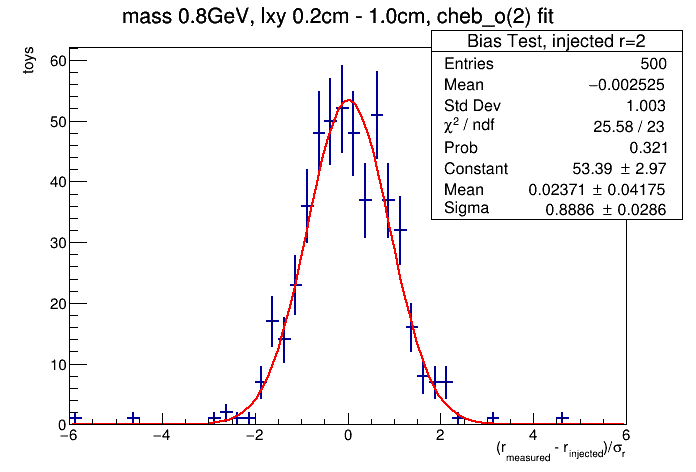 mass 0.8GeV, lxy 0.2cm - 1.0cm, cheb_o(2) fit
Bias Test, injected r=2
Entries 500
Mean −0.002525
Std Dev 1.003
χ² / ndf 25.58 / 23
Prob 0.321
Constant 53.39 ± 2.97
Mean 0.02371 ± 0.04175
Sigma 0.8886 ± 0.0286
toys
60
50
40
30
20
10
0
−6 −4 −2 0 2 4 6
(r_measured - r_injected)/σ_r